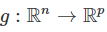 g : ℝⁿ → ℝᵖ